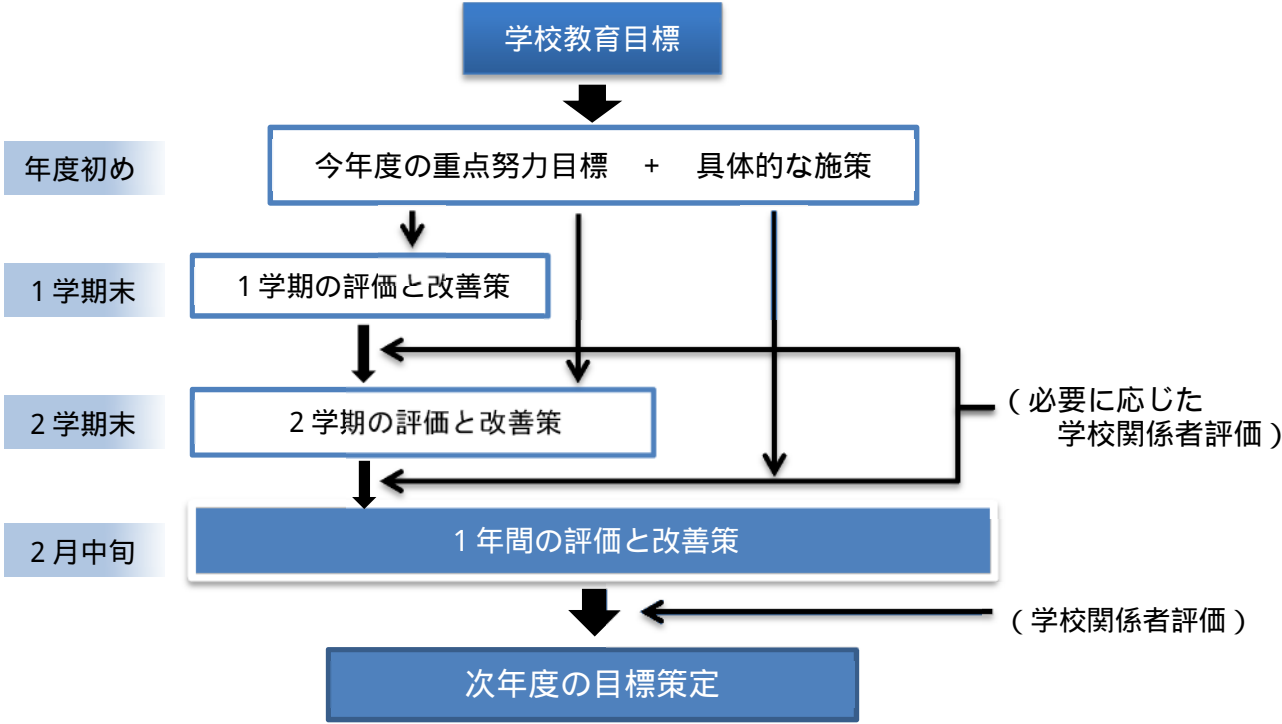 学校教育目標
年度初め
今年度の重点努力目標 + 具体的な施策
1学期末
1学期の評価と改善策
2学期末
2学期の評価と改善策
(必要に応じた
学校関係者評価)
2月中旬
1年間の評価と改善策
(学校関係者評価)
次年度の目標策定